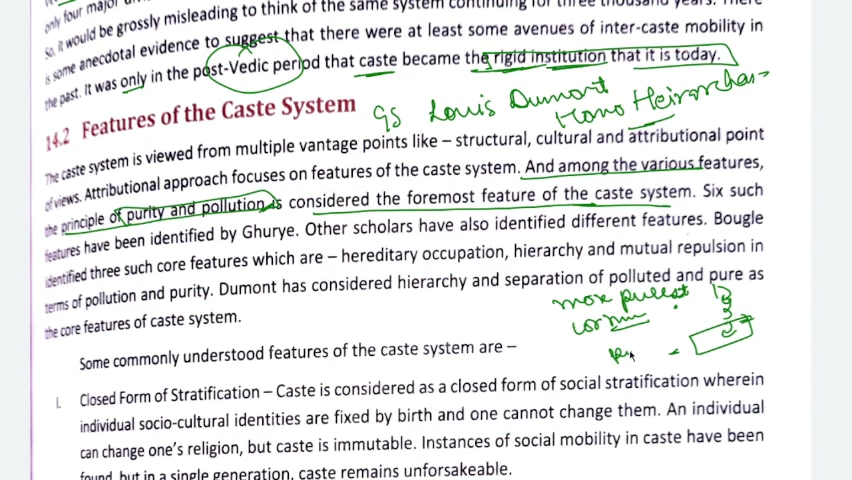 only four major
So, it would be grossly misleading to think of the same system continuing for three thousand years. There
is some anecdotal evidence to suggest that there were at least some avenues of inter-caste mobility in
the past. It was only in the post-Vedic period that caste became the rigid institution that it is today.
14.2 Features of the Caste System
GS Louis Dumont
Homo Heirarchai-
The caste system is viewed from multiple vantage points like – structural, cultural and attributional point
of views. Attributional approach focuses on features of the caste system. And among the various features,
the principle of purity and pollution is considered the foremost feature of the caste system. Six such
features have been identified by Ghurye. Other scholars have also identified different features. Bougle
identified three such core features which are – hereditary occupation, hierarchy and mutual repulsion in
terms of pollution and purity. Dumont has considered hierarchy and separation of polluted and pure as
the core features of caste system.
more
Some commonly understood features of the caste system are –
I. Closed Form of Stratification – Caste is considered as a closed form of social stratification wherein
individual socio-cultural identities are fixed by birth and one cannot change them. An individual
can change one's religion, but caste is immutable. Instances of social mobility in caste have been
found, but in a single generation, caste remains unforsakeable.